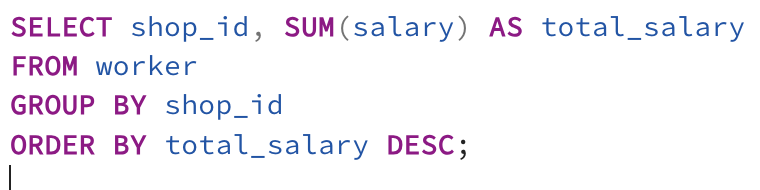 SELECT shop_id, SUM(salary) AS total_salary
FROM worker
GROUP BY shop_id
ORDER BY total_salary DESC;